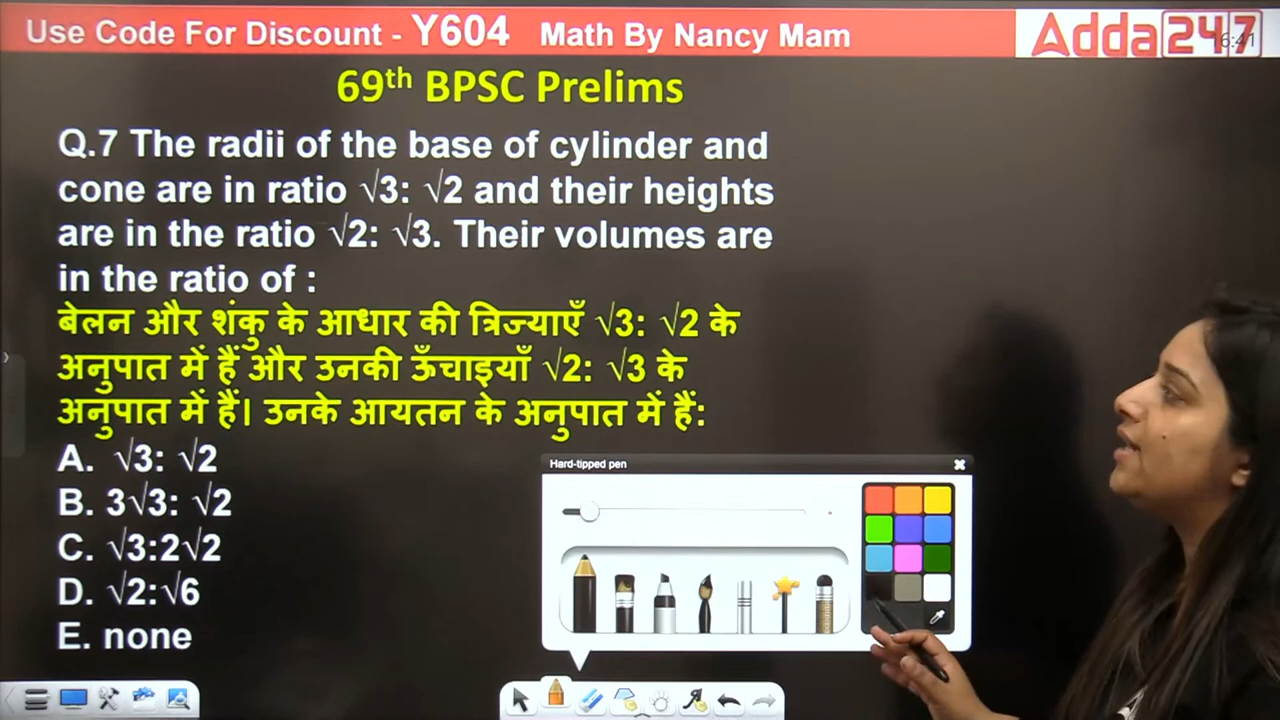 Use Code For Discount - Y604 Math By Nancy Mam
Adda247
16:41
69th BPSC Prelims
Q.7 The radii of the base of cylinder and
cone are in ratio √3: √2 and their heights
are in the ratio √2: √3. Their volumes are
in the ratio of :
बेलन और शंकु के आधार की त्रिज्याएँ √3: √2 के
अनुपात में हैं और उनकी ऊँचाइयाँ √2: √3 के
अनुपात में हैं। उनके आयतन के अनुपात में हैं:
A. √3: √2
B. 3√3: √2
C. √3:2√2
D. √2:√6
E. none
Hard-tipped pen